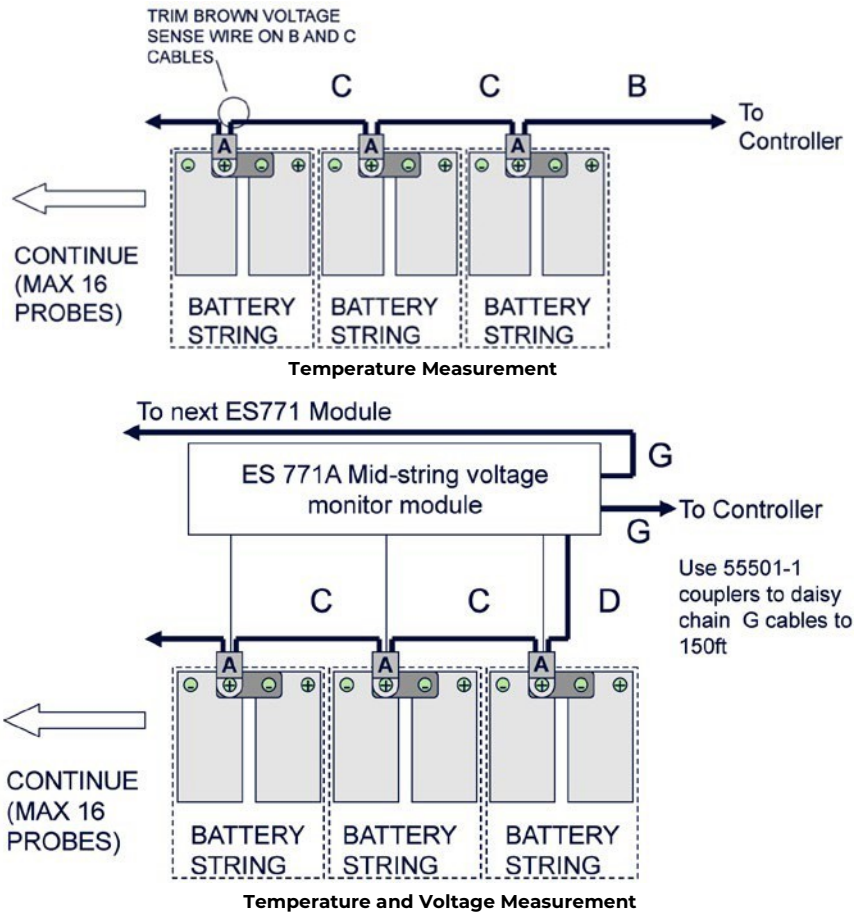 TRIM BROWN VOLTAGE
SENSE WIRE ON B AND C
CABLES
C
C
B
To
Controller
A
A
A
CONTINUE
(MAX 16
PROBES)
BATTERY
STRING
BATTERY
STRING
BATTERY
STRING
Temperature Measurement
To next ES771 Module
G
ES 771A Mid-string voltage
monitor module
To Controller
G
Use 55501-1
couplers to daisy
chain G cables to
150ft
C
C
D
A
A
A
CONTINUE
(MAX 16
PROBES)
BATTERY
STRING
BATTERY
STRING
BATTERY
STRING
Temperature and Voltage Measurement